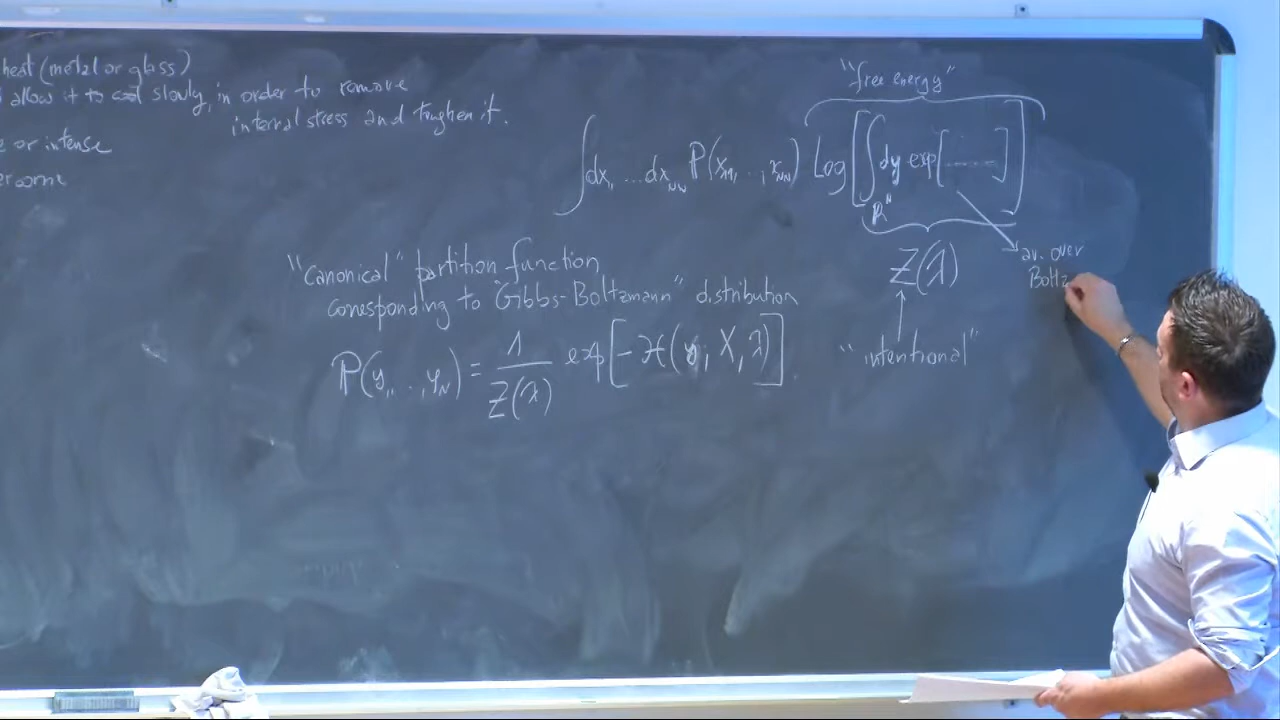 heat (metal or glass)
allow it to cool slowly, in order to remove
internal stress and toughen it.
e or intense
"free energy"
∫dx₁₁ ... dx_NN P(x₁₁, .., x_NN) Log[∫_{ℝᴺ} dy exp[......]]
Z(λ)
"intentional"
→ av. over
Boltz
"Canonical" partition function
corresponding to "Gibbs-Boltzmann" distribution
P(y₁, .., y_N) = 1/Z(λ) exp[-H(y; X, λ)]